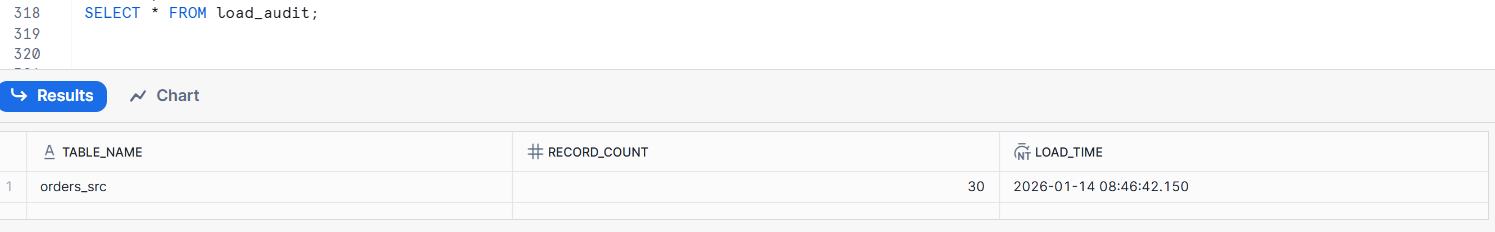 318 SELECT * FROM load_audit;
319
320
Results Chart
TABLE_NAME RECORD_COUNT NT LOAD_TIME
1 orders_src 30 2026-01-14 08:46:42.150